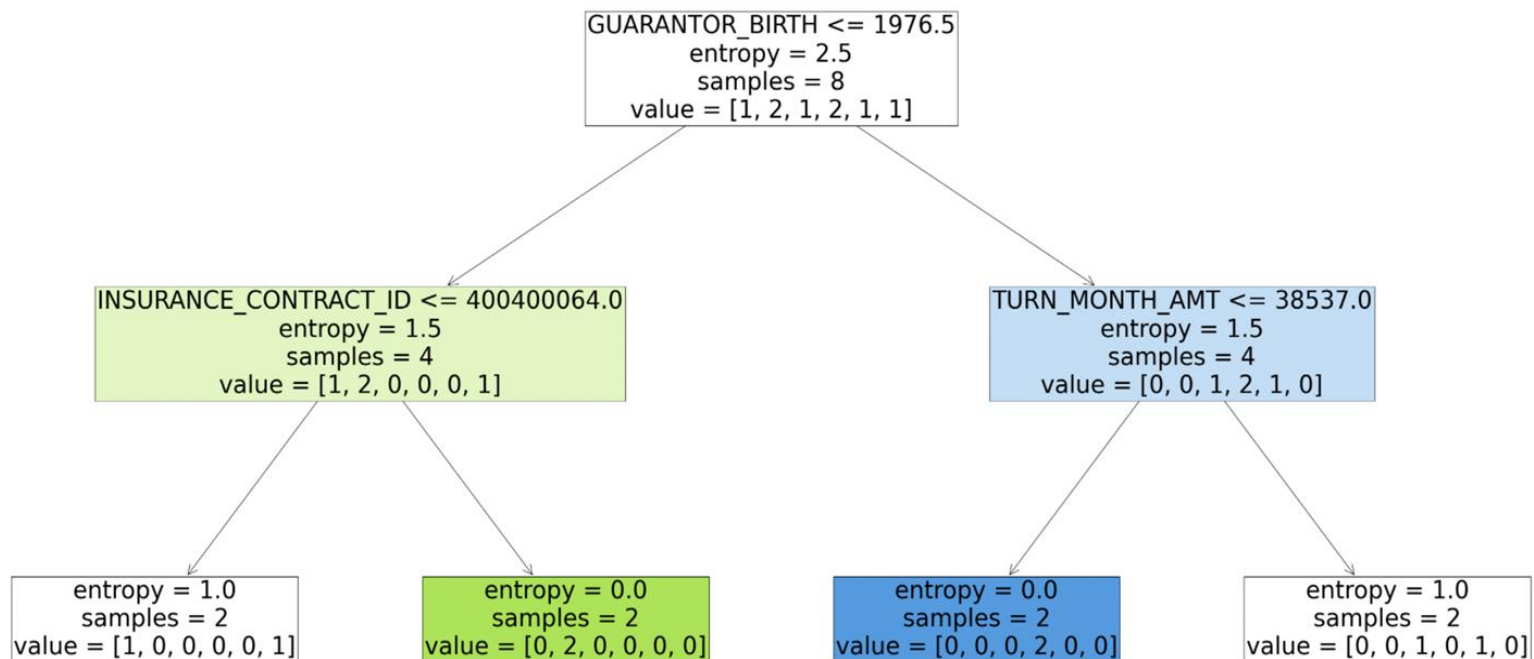 GUARANTOR_BIRTH <= 1976.5
entropy = 2.5
samples = 8
value = [1, 2, 1, 2, 1, 1]
INSURANCE_CONTRACT_ID <= 400400064.0
entropy = 1.5
samples = 4
value = [1, 2, 0, 0, 0, 1]
TURN_MONTH_AMT <= 38537.0
entropy = 1.5
samples = 4
value = [0, 0, 1, 2, 1, 0]
entropy = 1.0
samples = 2
value = [1, 0, 0, 0, 0, 1]
entropy = 0.0
samples = 2
value = [0, 2, 0, 0, 0, 0]
entropy = 0.0
samples = 2
value = [0, 0, 0, 2, 0, 0]
entropy = 1.0
samples = 2
value = [0, 0, 1, 0, 1, 0]